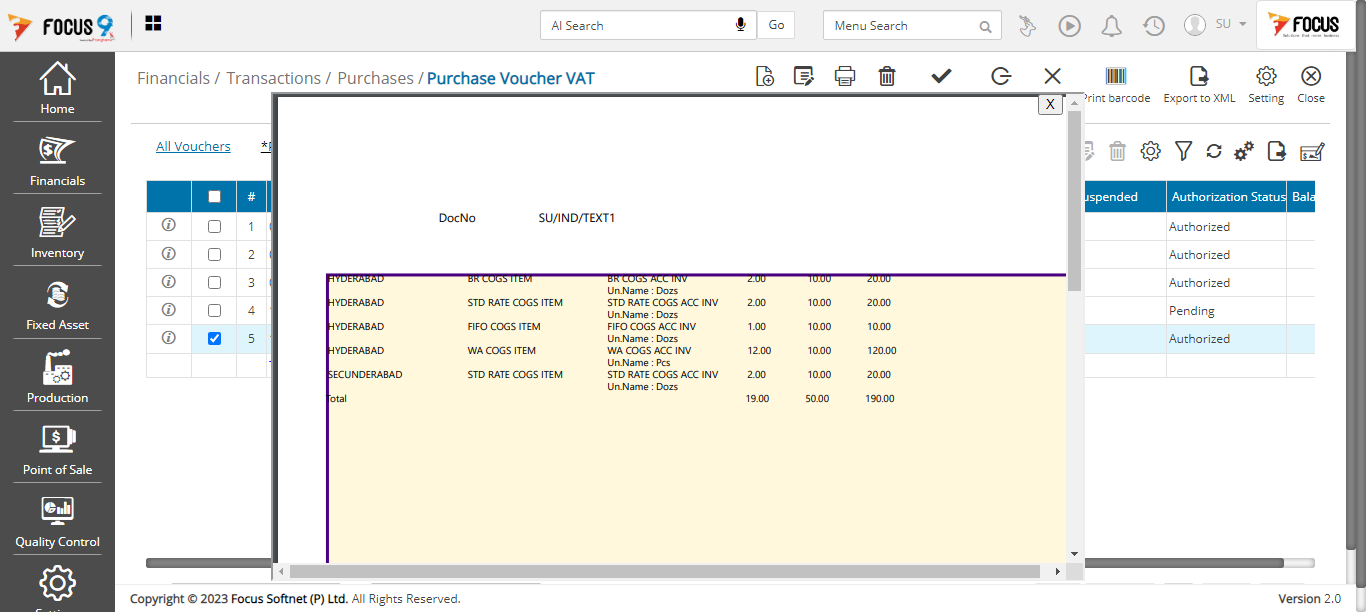 FOCUS 9
AI Search
Go
Menu Search
SU
FOCUS
Home
Financials
Inventory
Fixed Asset
Production
Point of Sale
Quality Control
Financials / Transactions / Purchases / Purchase Voucher VAT
Print barcode
Export to XML
Setting
Close
All Vouchers
#
1
2
3
4
5
X
DocNo SU/IND/TEXT1
HYDERABAD BR COGS ITEM BR COGS ACC INV 2.00 10.00 20.00
Un.Name : Dozs
HYDERABAD STD RATE COGS ITEM STD RATE COGS ACC INV 2.00 10.00 20.00
Un.Name : Dozs
HYDERABAD FIFO COGS ITEM FIFO COGS ACC INV 1.00 10.00 10.00
Un.Name : Dozs
HYDERABAD WA COGS ITEM WA COGS ACC INV 12.00 10.00 120.00
Un.Name : Pcs
SECUNDERABAD STD RATE COGS ITEM STD RATE COGS ACC INV 2.00 10.00 20.00
Un.Name : Dozs
Total 19.00 50.00 190.00
uspended Authorization Status Bala
Authorized
Authorized
Authorized
Pending
Authorized
Copyright © 2023 Focus Softnet (P) Ltd. All Rights Reserved.
Version 2.0